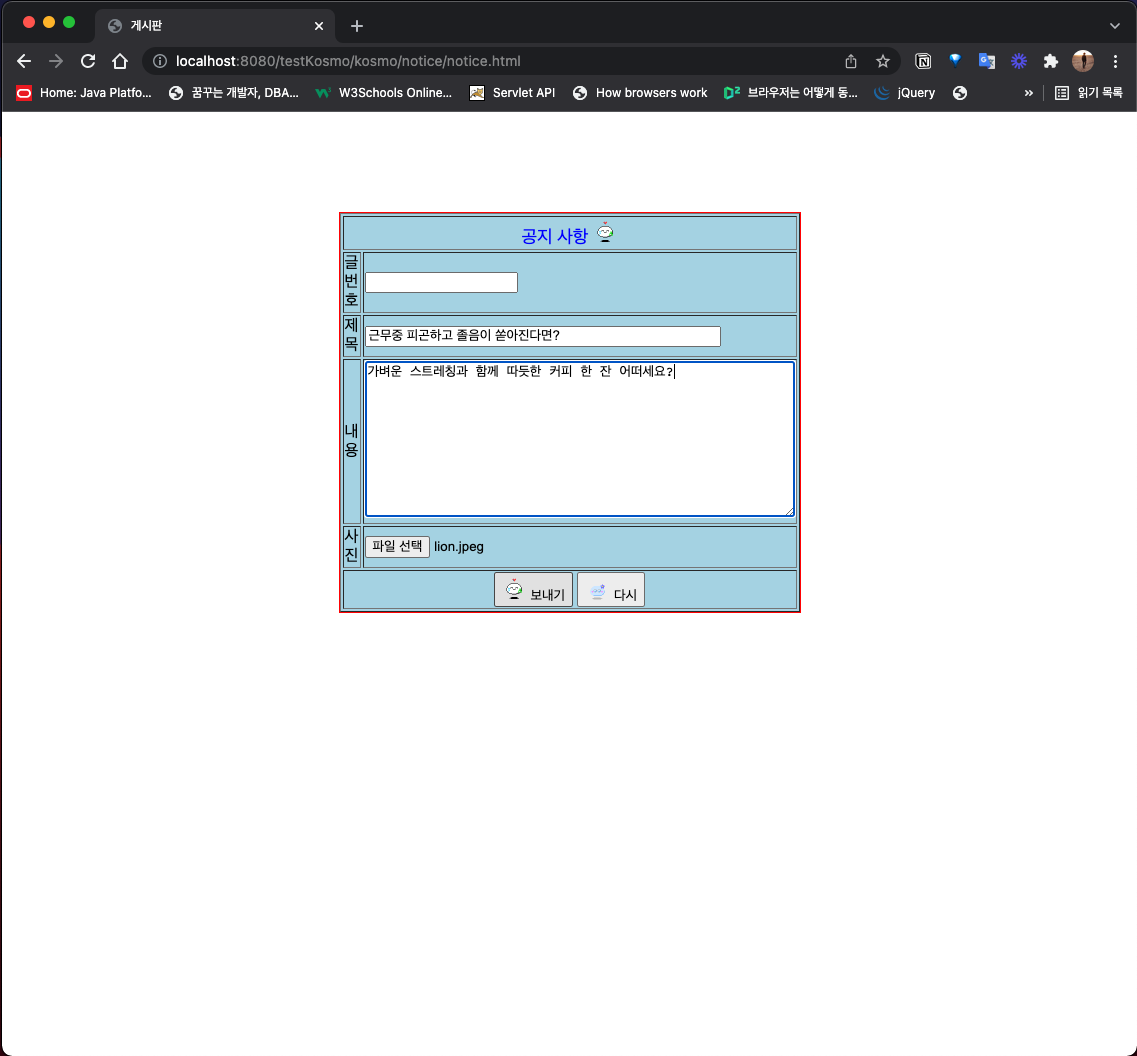 게시판
localhost:8080/testKosmo/kosmo/notice/notice.html
Home: Java Platfo... 꿈꾸는 개발자, DBA... W3Schools Online... Servlet API How browsers work D2 브라우저는 어떻게 동... jQuery » 읽기 목록
공지 사항
글
번
호
제
목
근무중 피곤하고 졸음이 쏟아진다면?
내
용
가벼운 스트레칭과 함께 따듯한 커피 한 잔 어떠세요?
사
진
파일 선택 lion.jpeg
보내기 다시